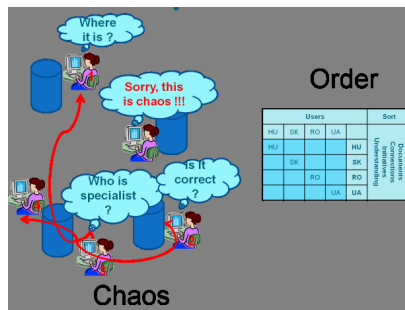 Where
it is ?
Sorry, this
is chaos !!!
Order
Users
Sort
HU
SK
RO
UA
HU
HU
SK
SK
RO
RO
UA
UA
Documents
Connections
Initiatives
Understanding
Is it
correct
?
Who is
specialist
?
Chaos